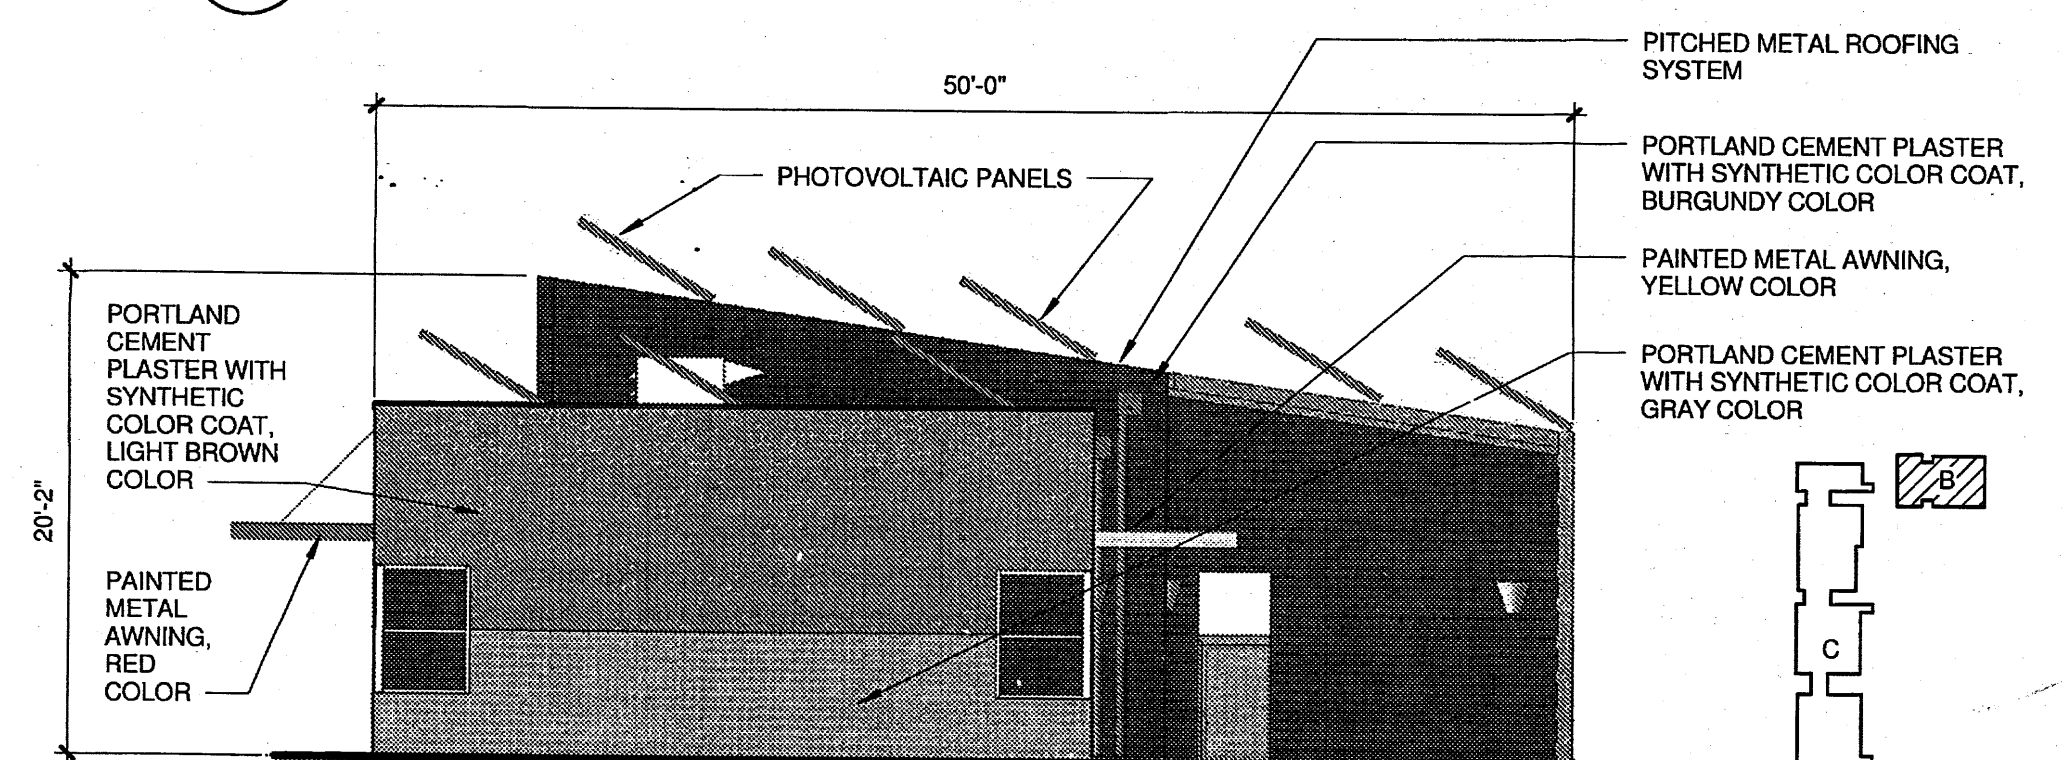 50'-0"
PITCHED METAL ROOFING
SYSTEM
PORTLAND CEMENT PLASTER
WITH SYNTHETIC COLOR COAT,
BURGUNDY COLOR
PHOTOVOLTAIC PANELS
PAINTED METAL AWNING,
YELLOW COLOR
PORTLAND CEMENT PLASTER
WITH SYNTHETIC COLOR COAT,
GRAY COLOR
PORTLAND
CEMENT
PLASTER WITH
SYNTHETIC
COLOR COAT,
LIGHT BROWN
COLOR
20'-2"
PAINTED
METAL
AWNING,
RED
COLOR
B
C